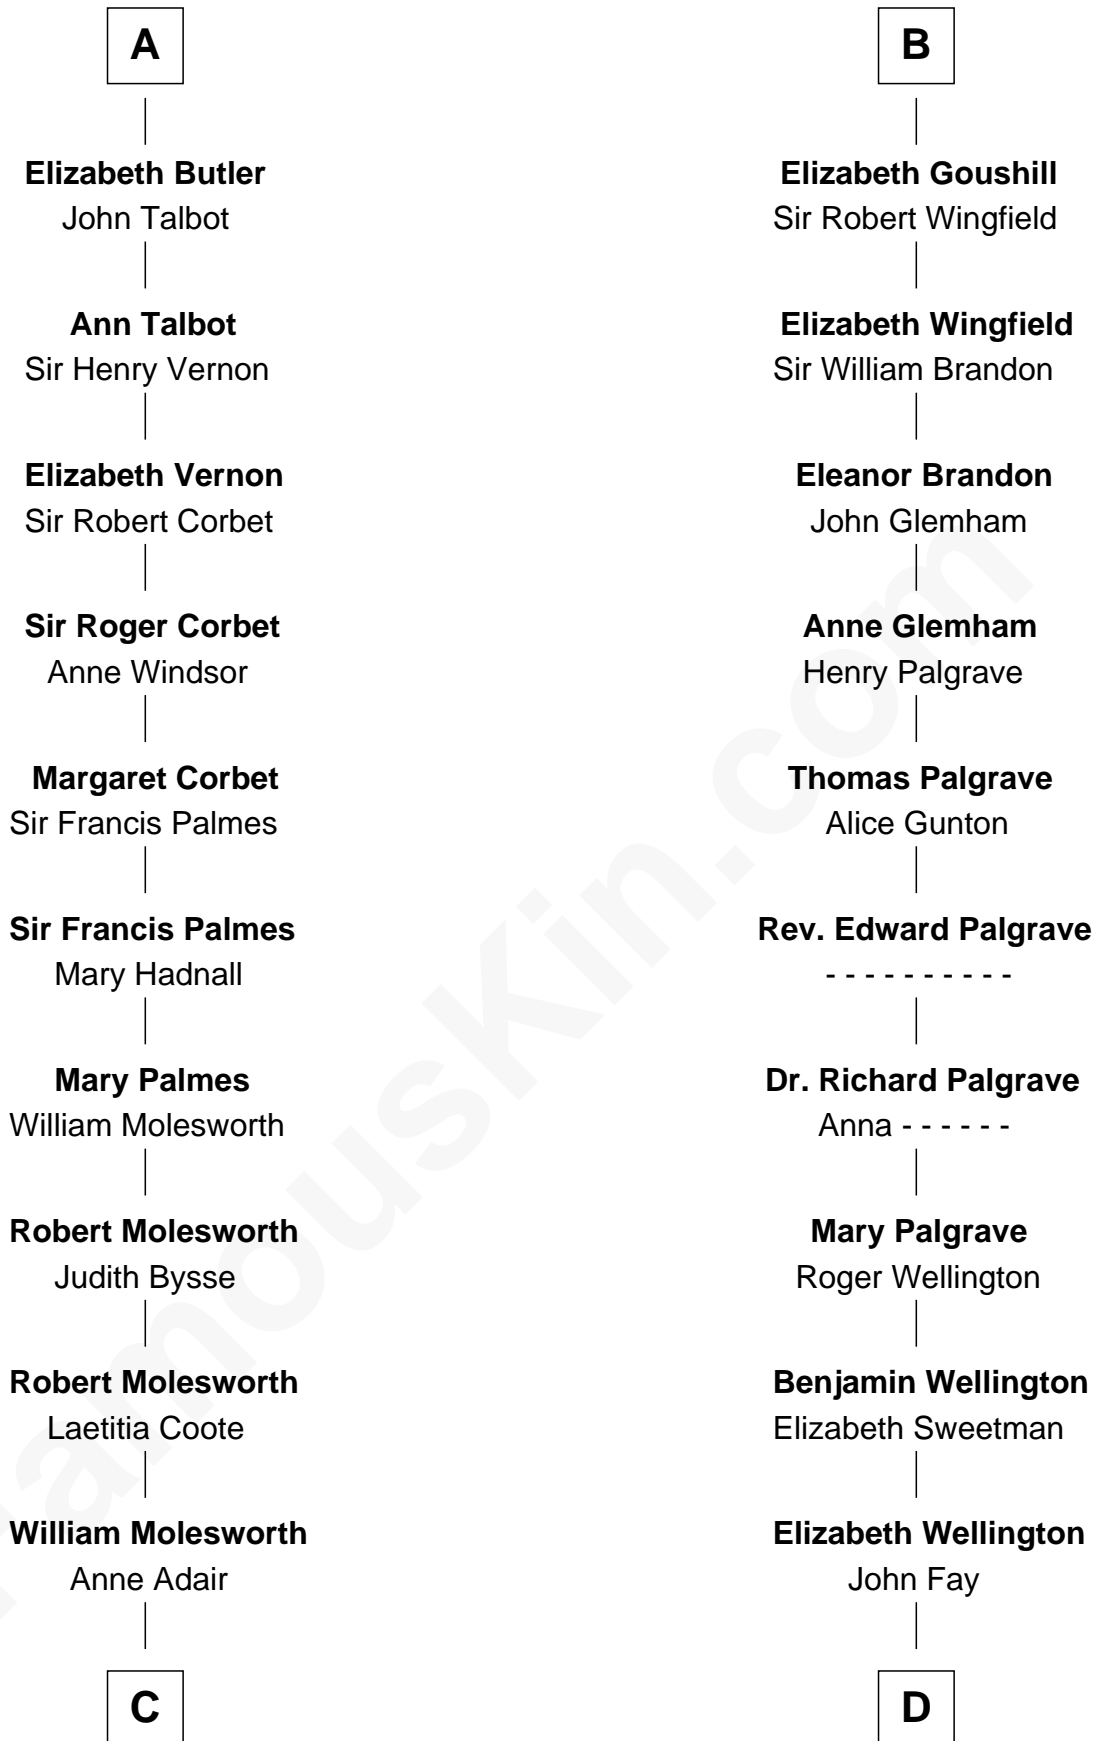 A
Elizabeth Butler
John Talbot
Ann Talbot
Sir Henry Vernon
Elizabeth Vernon
Sir Robert Corbet
Sir Roger Corbet
Anne Windsor
Margaret Corbet
Sir Francis Palmes
Sir Francis Palmes
Mary Hadnall
Mary Palmes
William Molesworth
Robert Molesworth
Judith Bysse
Robert Molesworth
Laetitia Coote
William Molesworth
Anne Adair
C
B
Elizabeth Goushill
Sir Robert Wingfield
Elizabeth Wingfield
Sir William Brandon
Eleanor Brandon
John Glemham
Anne Glemham
Henry Palgrave
Thomas Palgrave
Alice Gunton
Rev. Edward Palgrave
- - - - - - - - - -
Dr. Richard Palgrave
Anna - - - - - -
Mary Palgrave
Roger Wellington
Benjamin Wellington
Elizabeth Sweetman
Elizabeth Wellington
John Fay
D
FamousKin.com